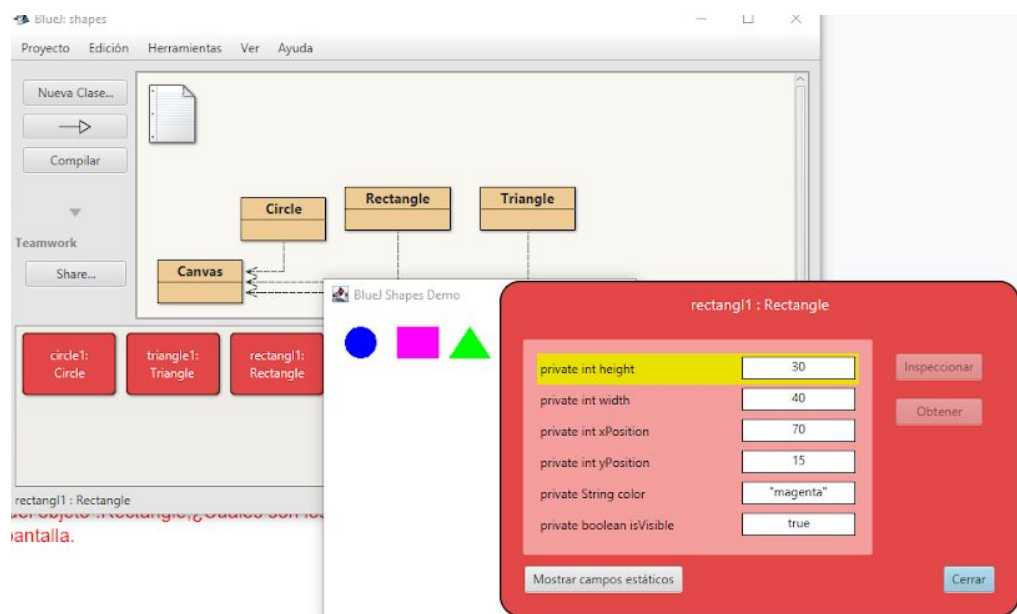 BlueJ: shapes
Proyecto Edición Herramientas Ver Ayuda
Nueva Clase...
Compilar
Teamwork
Share...
Circle
Rectangle
Triangle
Canvas
BlueJ Shapes Demo
circle1:
Circle
triangle1:
Triangle
rectangl1:
Rectangle
rectangl1 : Rectangle
rectangl1 : Rectangle
private int height 30
private int width 40
private int xPosition 70
private int yPosition 15
private String color "magenta"
private boolean isVisible true
Inspeccionar
Obtener
Mostrar campos estáticos
Cerrar
objeto
pantalla.